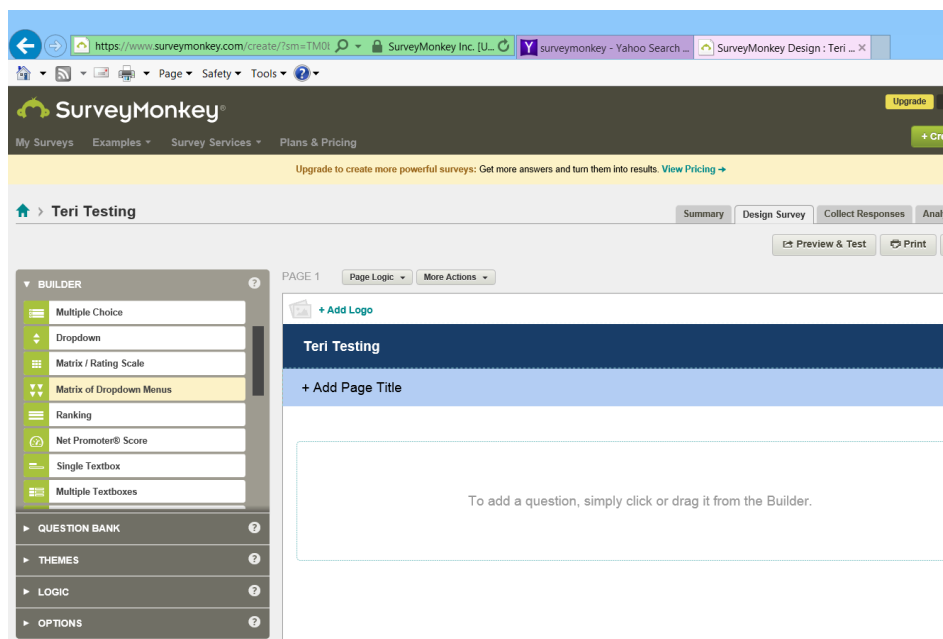 https://www.surveymonkey.com/create/?sm=TM0l SurveyMonkey Inc. [U... surveymonkey - Yahoo Search ... SurveyMonkey Design : Teri ...
Page Safety Tools
SurveyMonkey®
Upgrade
My Surveys Examples Survey Services Plans & Pricing
+ Cre
Upgrade to create more powerful surveys: Get more answers and turn them into results. View Pricing →
> Teri Testing
Summary Design Survey Collect Responses Anal
Preview & Test Print
BUILDER
PAGE 1 Page Logic More Actions
Multiple Choice
+ Add Logo
Dropdown
Teri Testing
Matrix / Rating Scale
Matrix of Dropdown Menus
+ Add Page Title
Ranking
Net Promoter® Score
Single Textbox
Multiple Textboxes
To add a question, simply click or drag it from the Builder.
QUESTION BANK
THEMES
LOGIC
OPTIONS